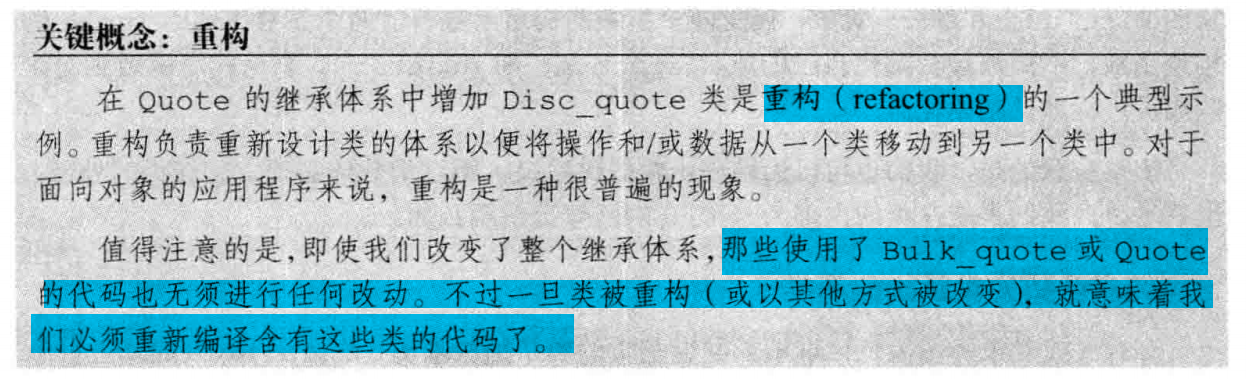 关键概念：重构
在 Quote 的继承体系中增加 Disc_quote 类是重构（refactoring）的一个典型示
例。重构负责重新设计类的体系以便将操作和/或数据从一个类移动到另一个类中。对于
面向对象的应用程序来说，重构是一种很普遍的现象。
值得注意的是，即使我们改变了整个继承体系，那些使用了 Bulk_quote 或 Quote
的代码也无须进行任何改动。不过一旦类被重构（或以其他方式被改变），就意味着我
们必须重新编译含有这些类的代码了。